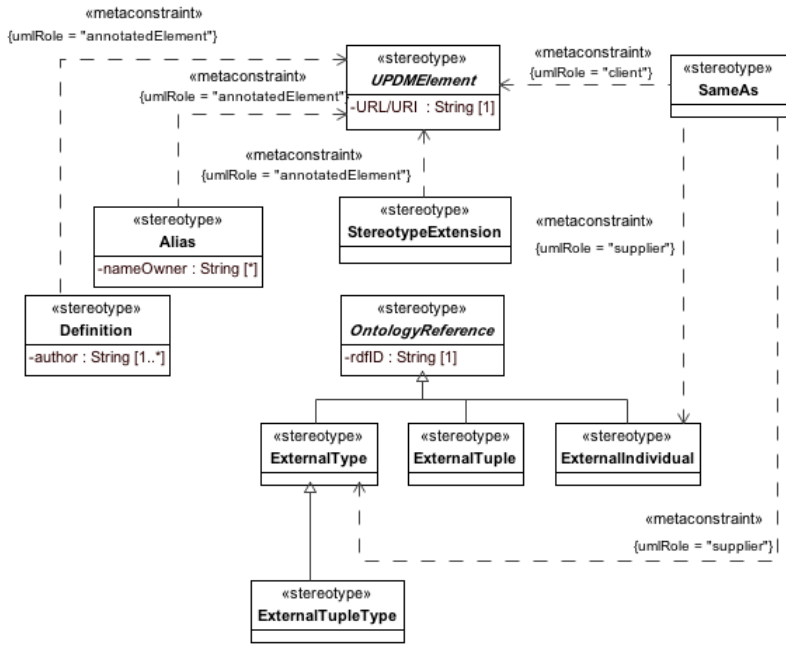 «metaconstraint»
{umlRole = "annotatedElement"}
«stereotype»
UPDMElement
-URL/URI : String [1]
«metaconstraint»
{umlRole = "annotatedElement"}
«metaconstraint»
{umlRole = "client"}
«stereotype»
SameAs
«metaconstraint»
{umlRole = "annotatedElement"}
«stereotype»
Alias
-nameOwner : String [*]
«stereotype»
StereotypeExtension
«metaconstraint»
{umlRole = "supplier"}
«stereotype»
Definition
-author : String [1..*]
«stereotype»
OntologyReference
-rdfID : String [1]
«stereotype»
ExternalType
«stereotype»
ExternalTuple
«stereotype»
ExternalIndividual
«metaconstraint»
{umlRole = "supplier"}
«stereotype»
ExternalTupleType